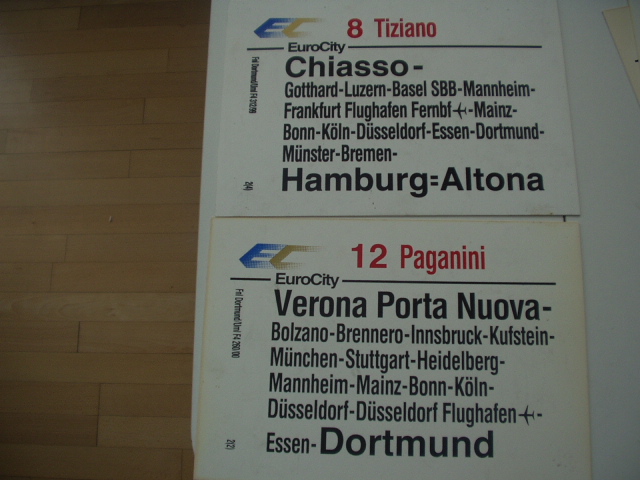 EC 8 Tiziano
EuroCity
Chiasso-
Gotthard-Luzern-Basel SBB-Mannheim-
Frankfurt Flughafen Fernbf ✈-Mainz-
Bonn-Köln-Düsseldorf-Essen-Dortmund-
Münster-Bremen-
Hamburg=Altona
EC 12 Paganini
EuroCity
Verona Porta Nuova-
Bolzano-Brennero-Innsbruck-Kufstein-
München-Stuttgart-Heidelberg-
Mannheim-Mainz-Bonn-Köln-
Düsseldorf-Düsseldorf Flughafen ✈-
Essen-Dortmund